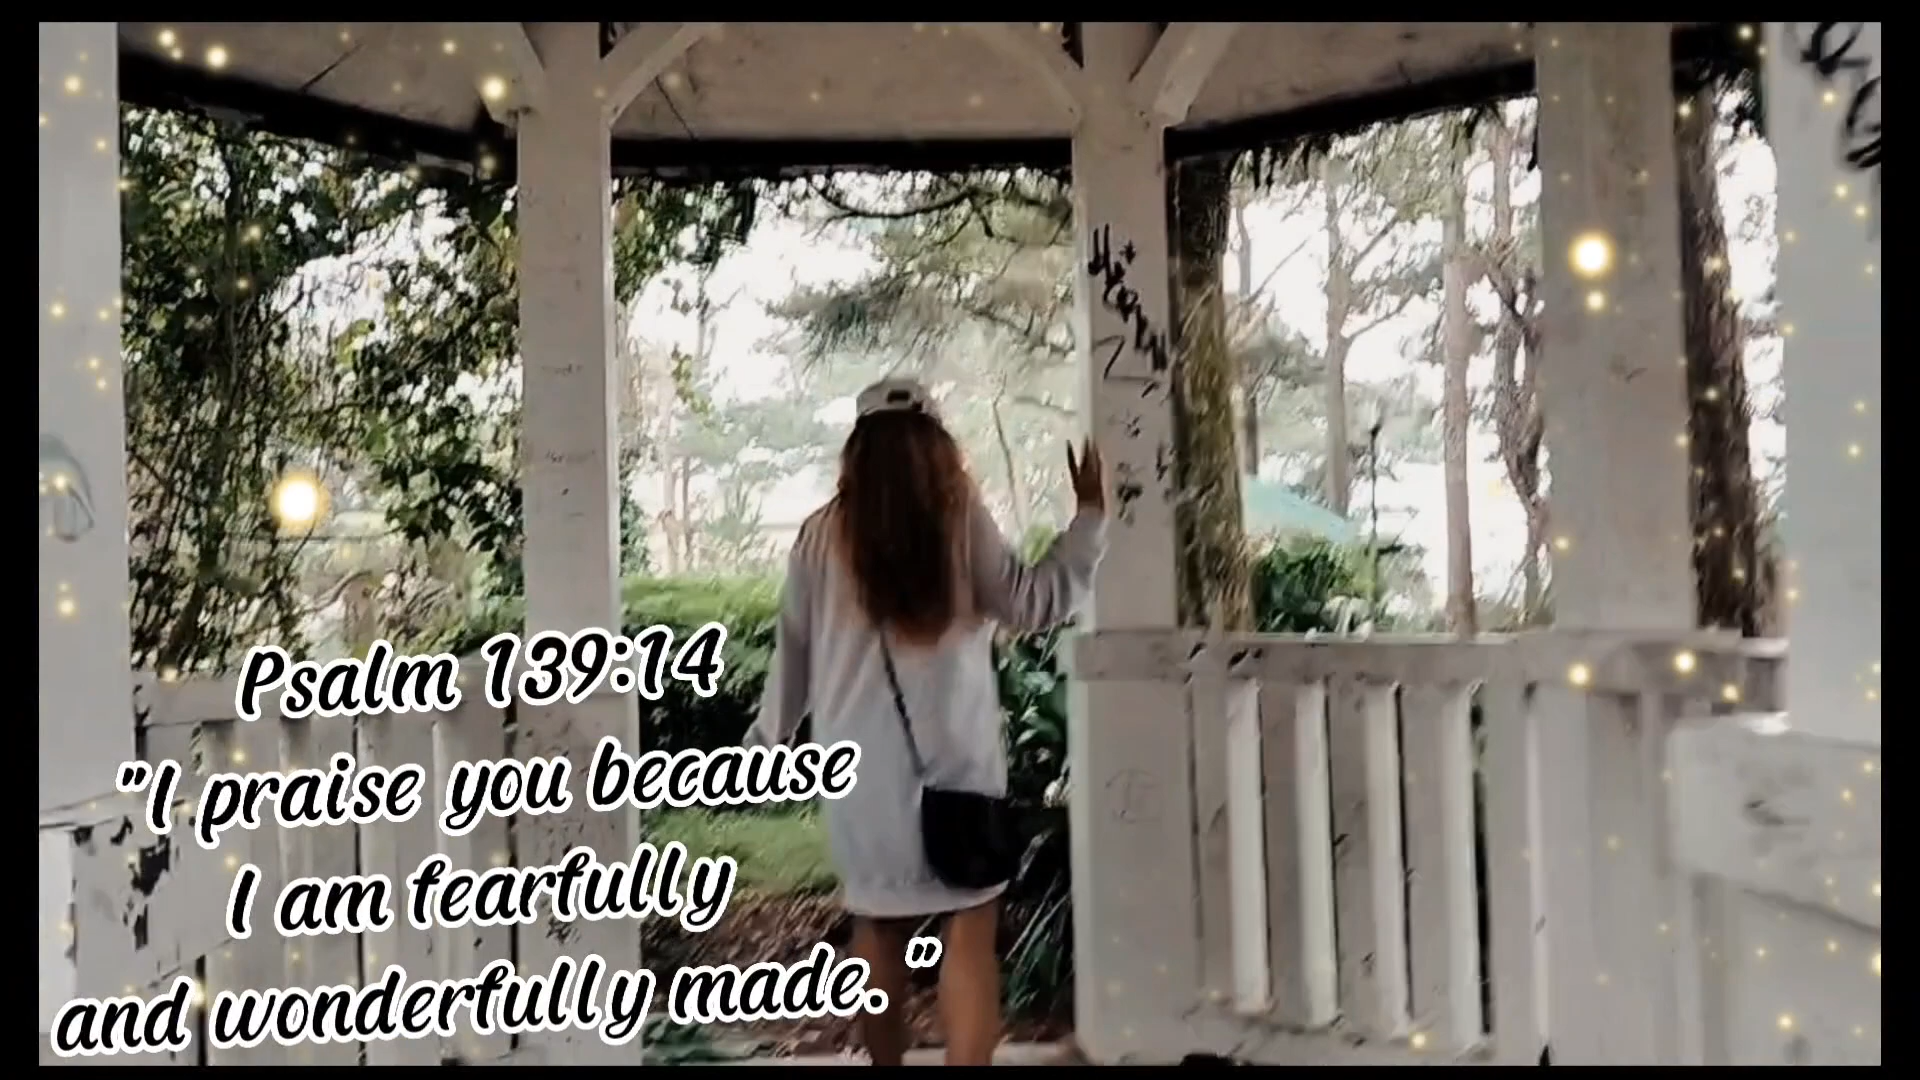 Psalm 139:14
"I praise you because
I am fearfully
and wonderfully made. "